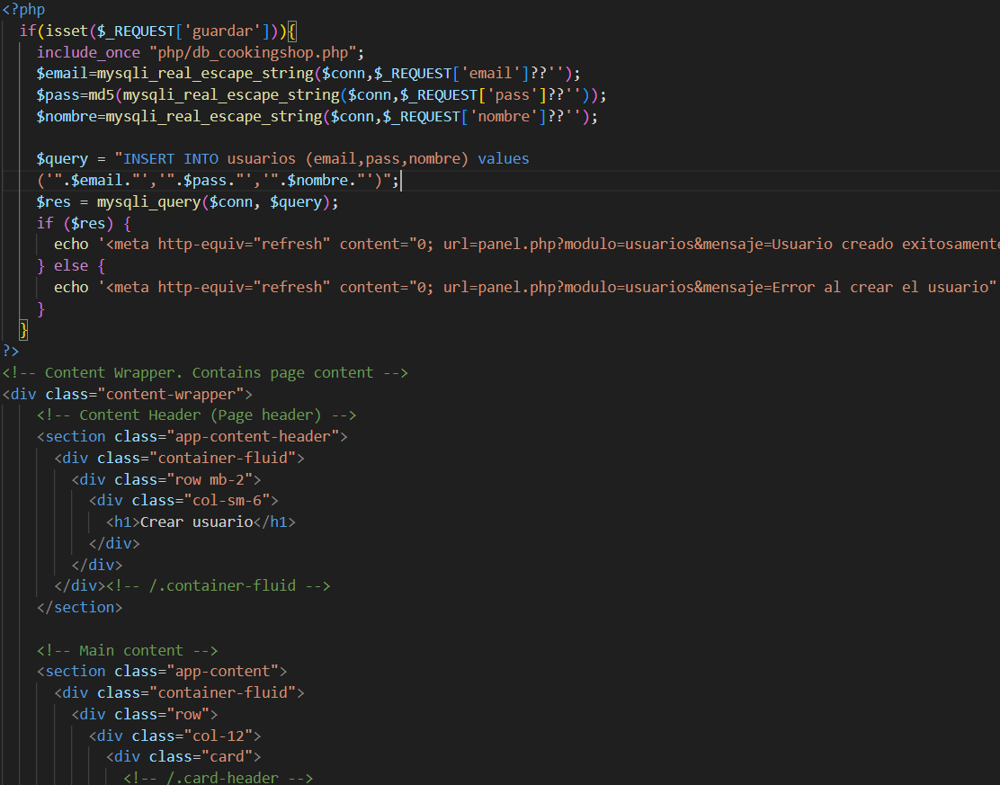 <?php
if(isset($_REQUEST['guardar'])){
include_once "php/db_cookingshop.php";
$email=mysqli_real_escape_string($conn,$_REQUEST['email']??'');
$pass=md5(mysqli_real_escape_string($conn,$_REQUEST['pass']??''));
$nombre=mysqli_real_escape_string($conn,$_REQUEST['nombre']??'');
$query = "INSERT INTO usuarios (email,pass,nombre) values
('".$email."','".$pass."','".$nombre."')";
$res = mysqli_query($conn, $query);
if ($res) {
echo '<meta http-equiv="refresh" content="0; url=panel.php?modulo=usuarios&mensaje=Usuario creado exitosamente
} else {
echo '<meta http-equiv="refresh" content="0; url=panel.php?modulo=usuarios&mensaje=Error al crear el usuario"
}
}
?>
<!-- Content Wrapper. Contains page content -->
<div class="content-wrapper">
<!-- Content Header (Page header) -->
<section class="app-content-header">
<div class="container-fluid">
<div class="row mb-2">
<div class="col-sm-6">
<h1>Crear usuario</h1>
</div>
</div>
</div><!-- /.container-fluid -->
</section>
<!-- Main content -->
<section class="app-content">
<div class="container-fluid">
<div class="row">
<div class="col-12">
<div class="card">
<!-- /.card-header -->